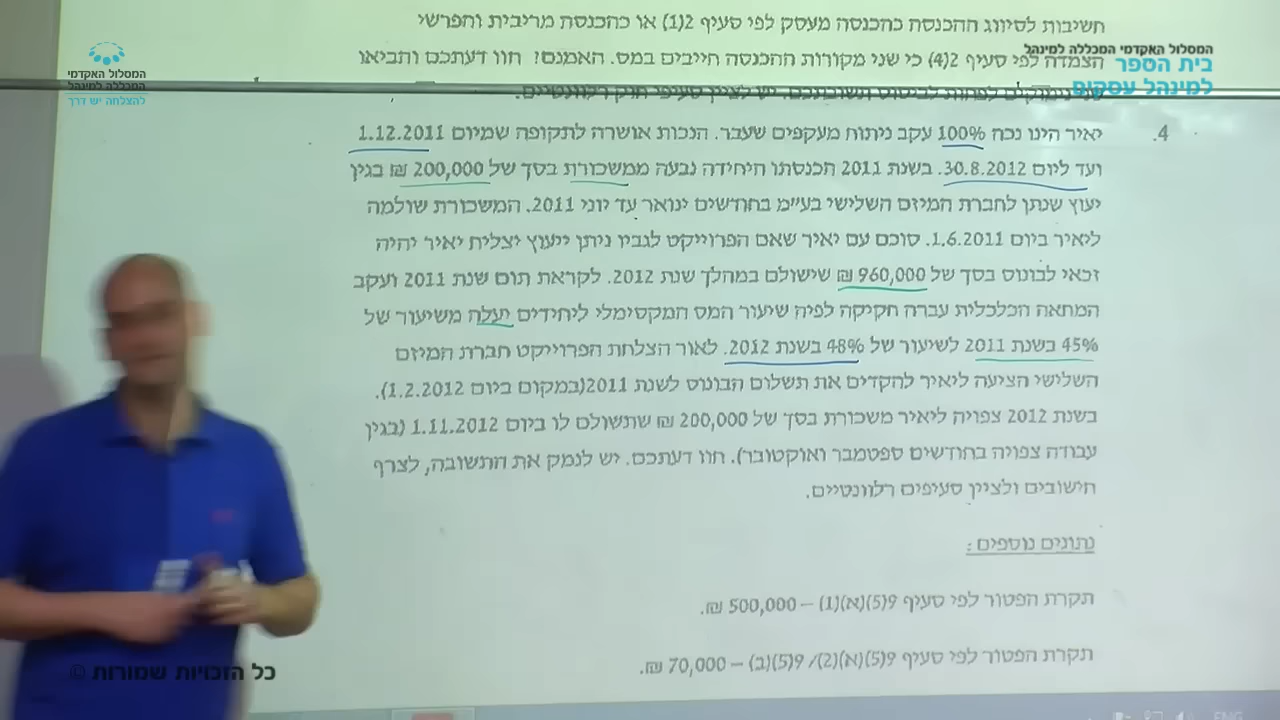 חשיבות לסיווג ההכנסה כהכנסה מעסק לפי סעיף 2(1) או כהכנסה מריבית והפרשי
הצמדה לפי סעיף 2(4) כי שני מקורות ההכנסה חייבים במס. האמנם? חוו דעתכם והביאו
4. יאיר הינו נכה 100% עקב ניתוח מעקפים שעבר. הנכות אושרה לתקופה שמיום 1.12.2011
ועד ליום 30.8.2012. בשנת 2011 הכנסתו היחידה נבעה ממשכורת בסך של 200,000 ₪ בגין
יעוץ שנתן לחברת המיזם השלישי בע״מ בחודשים ינואר עד יוני 2011. המשכורת שולמה
ליאיר ביום 1.6.2011. סוכם עם יאיר שאם הפרוייקט לגביו ניתן ייעוץ יצליח יאיר יהיה
זכאי לבונוס בסך של 960,000 ₪ שישולם במהלך שנת 2012. לקראת תום שנת 2011 ועקב
המחאה הכלכלית עברה חקיקה לפיה שיעור המס המקסימלי ליחידים יעלה משיעור של
45% בשנת 2011 לשיעור של 48% בשנת 2012. לאור הצלחת הפרוייקט חברת המיזם
השלישי הציעה ליאיר להקדים את תשלום הבונוס לשנת 2011(במקום ביום 1.2.2012).
בשנת 2012 צפויה ליאיר משכורת בסך של 200,000 ₪ שתשולם לו ביום 1.11.2012 (בגין
עבודה צפויה בחודשים ספטמבר ואוקטובר). חוו דעתכם. יש לנמק את התשובה, לצרף
חישובים ולציין סעיפים רלוונטיים.
נתונים נוספים:
תקרת הפטור לפי סעיף 9(5)(א)(1) – 500,000 ₪.
תקרת הפטור לפי סעיף 9(5)(א)(2)/ 9(5)(ב) – 70,000 ₪.
המסלול האקדמי המכללה למינהל
בית הספר
למינהל עסקים
המסלול האקדמי
המכללה למינהל
להצלחה יש דרך
כל הזכויות שמורות ©